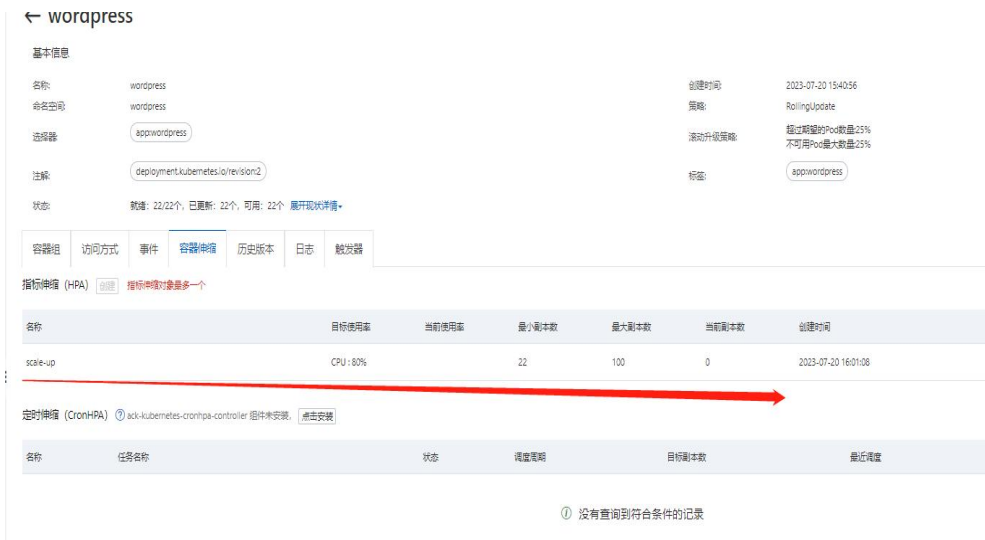 ← wordpress
基本信息
名称: wordpress 创建时间: 2023-07-20 15:40:56
命名空间: wordpress 策略: RollingUpdate
选择器: app:wordpress 滚动升级策略: 超过期望的Pod数量:25%
不可用Pod最大数量:25%
注解: deployment.kubernetes.io/revision:2 标签: app:wordpress
状态: 就绪：22/22个，已更新：22个，可用：22个 展开现状详情
容器组 访问方式 事件 容器伸缩 历史版本 日志 触发器
指标伸缩（HPA） 创建 指标伸缩对象最多一个
名称 目标使用率 当前使用率 最小副本数 最大副本数 当前副本数 创建时间
scale-up CPU : 80% 22 100 0 2023-07-20 16:01:08
定时伸缩（CronHPA） ack-kubernetes-cronhpa-controller 组件未安装， 点击安装
名称 任务名称 状态 调度周期 目标副本数 最近调度
没有查询到符合条件的记录